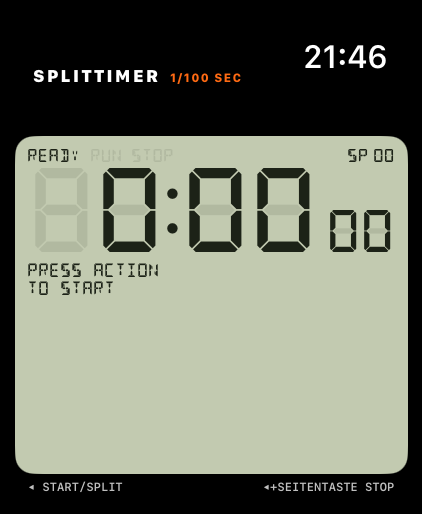 21:46
SPLITTIMER 1/100 SEC
READY RUN STOP SP 00
0:00 00
PRESS ACTION
TO START
◂ START/SPLIT ◂+SEITENTASTE STOP